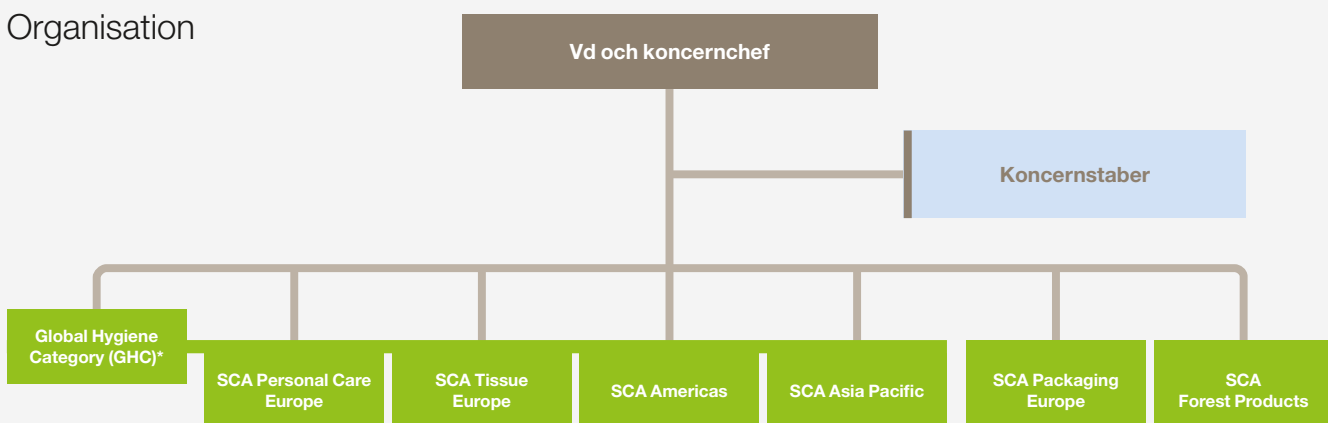 Organisation
Vd och koncernchef
Koncernstaber
Global Hygiene
Category (GHC)*
SCA Personal Care
Europe
SCA Tissue
Europe
SCA Americas
SCA Asia Pacific
SCA Packaging
Europe
SCA
Forest Products